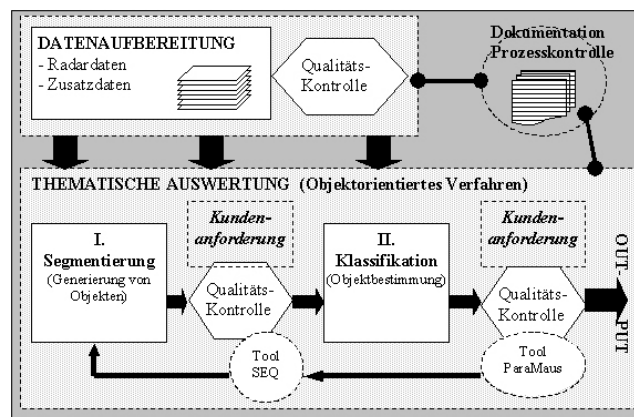 DATENAUFBEREITUNG
- Radardaten
- Zusatzdaten
Qualitäts-
Kontrolle
Dokumentation
Prozesskontrolle
THEMATISCHE AUSWERTUNG (Objektorientiertes Verfahren)
I.
Segmentierung
(Generierung von
Objekten)
Kunden-
anforderung
Qualitäts-
Kontrolle
Tool
SEQ
II.
Klassifikation
(Objektbestimmung)
Kunden-
anforderung
Qualitäts-
Kontrolle
Tool
ParaMaus
OUT-
PUT